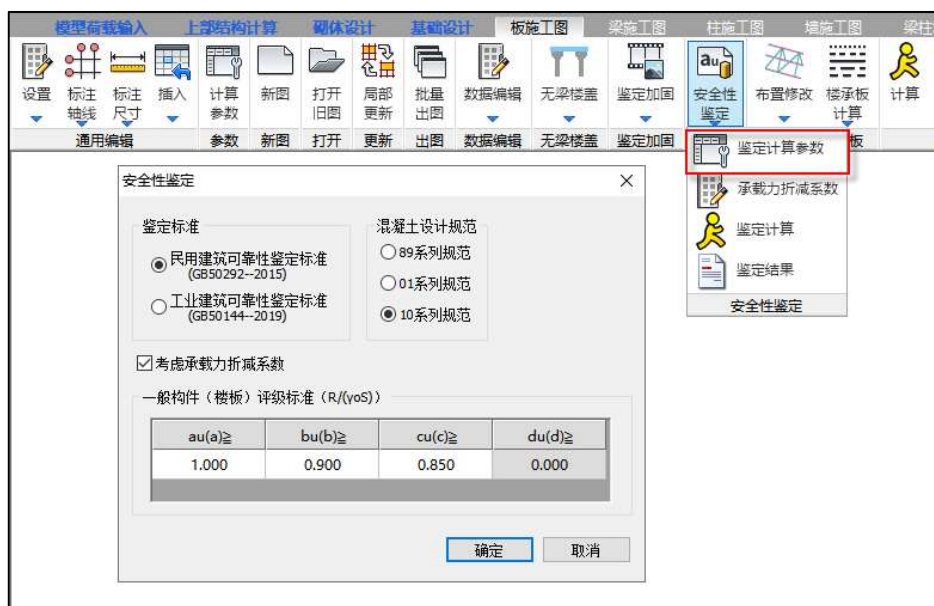 模型荷载输入 上部结构计算 砌体设计 基础设计 板施工图 梁施工图 柱施工图 墙施工图 梁柱
设置 标注轴线 标注尺寸 插入 计算参数 新图 打开旧图 局部更新 批量出图 数据编辑 无梁楼盖 鉴定加固 安全性鉴定 布置修改 楼承板计算 计算
通用编辑 参数 新图 打开 更新 出图 数据编辑 无梁楼盖 鉴定加固 板
au
鉴定计算参数
承载力折减系数
鉴定计算
鉴定结果
安全性鉴定
安全性鉴定
鉴定标准
民用建筑可靠性鉴定标准
(GB50292--2015)
工业建筑可靠性鉴定标准
(GB50144--2019)
混凝土设计规范
89系列规范
01系列规范
10系列规范
考虑承载力折减系数
一般构件（楼板）评级标准（R/(γoS)）
au(a)≧ bu(b)≧ cu(c)≧ du(d)≧
1.000 0.900 0.850 0.000
确定 取消